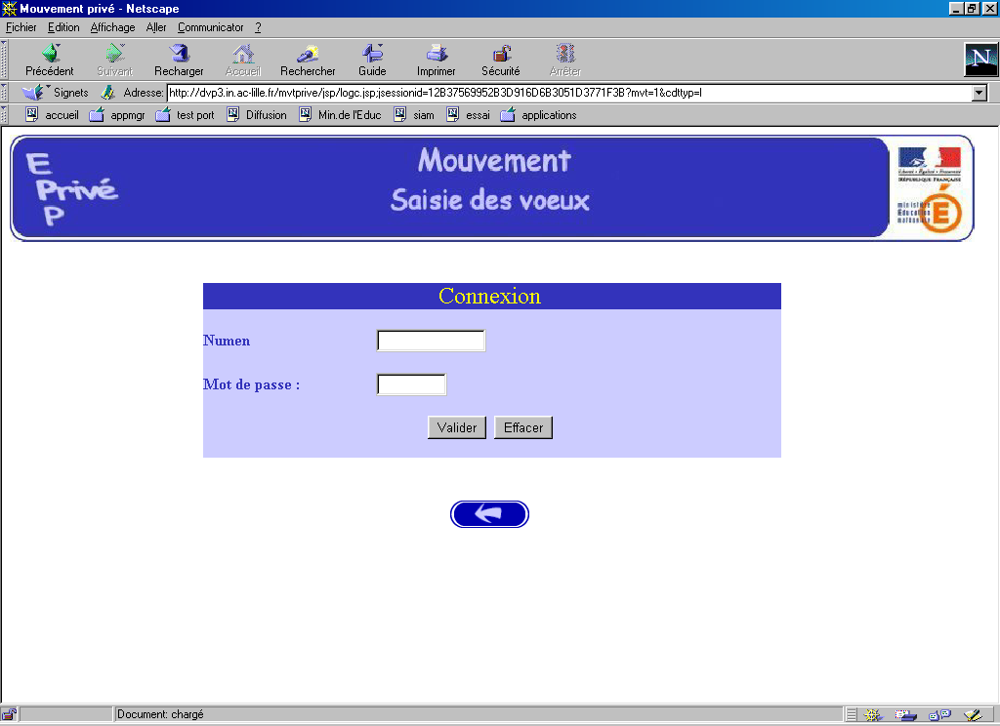 Mouvement privé - Netscape
Fichier Edition Affichage Aller Communicator ?
Précédent Suivant Recharger Accueil Rechercher Guide Imprimer Sécurité Arrêter
N
Signets Adresse: http://dvp3.in.ac-lille.fr/mvtprive/jsp/logc.jsp;jsessionid=12B37569952B3D916D6B3051D3771F3B?mvt=1&cdttyp=I
accueil appmgr test port Diffusion Min.de l'Educ siam essai applications
E
Privé
P
Mouvement
Saisie des voeux
Liberté • Égalité • Fraternité
RÉPUBLIQUE FRANÇAISE
ministère
Éducation
nationale
É
Connexion
Numen
Mot de passe :
Valider Effacer
Document: chargé